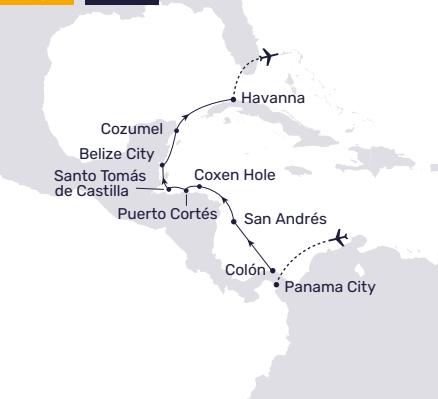 Havanna
Cozumel
Belize City
Santo Tomás
de Castilla
Coxen Hole
Puerto Cortés
San Andrés
Colón
Panama City